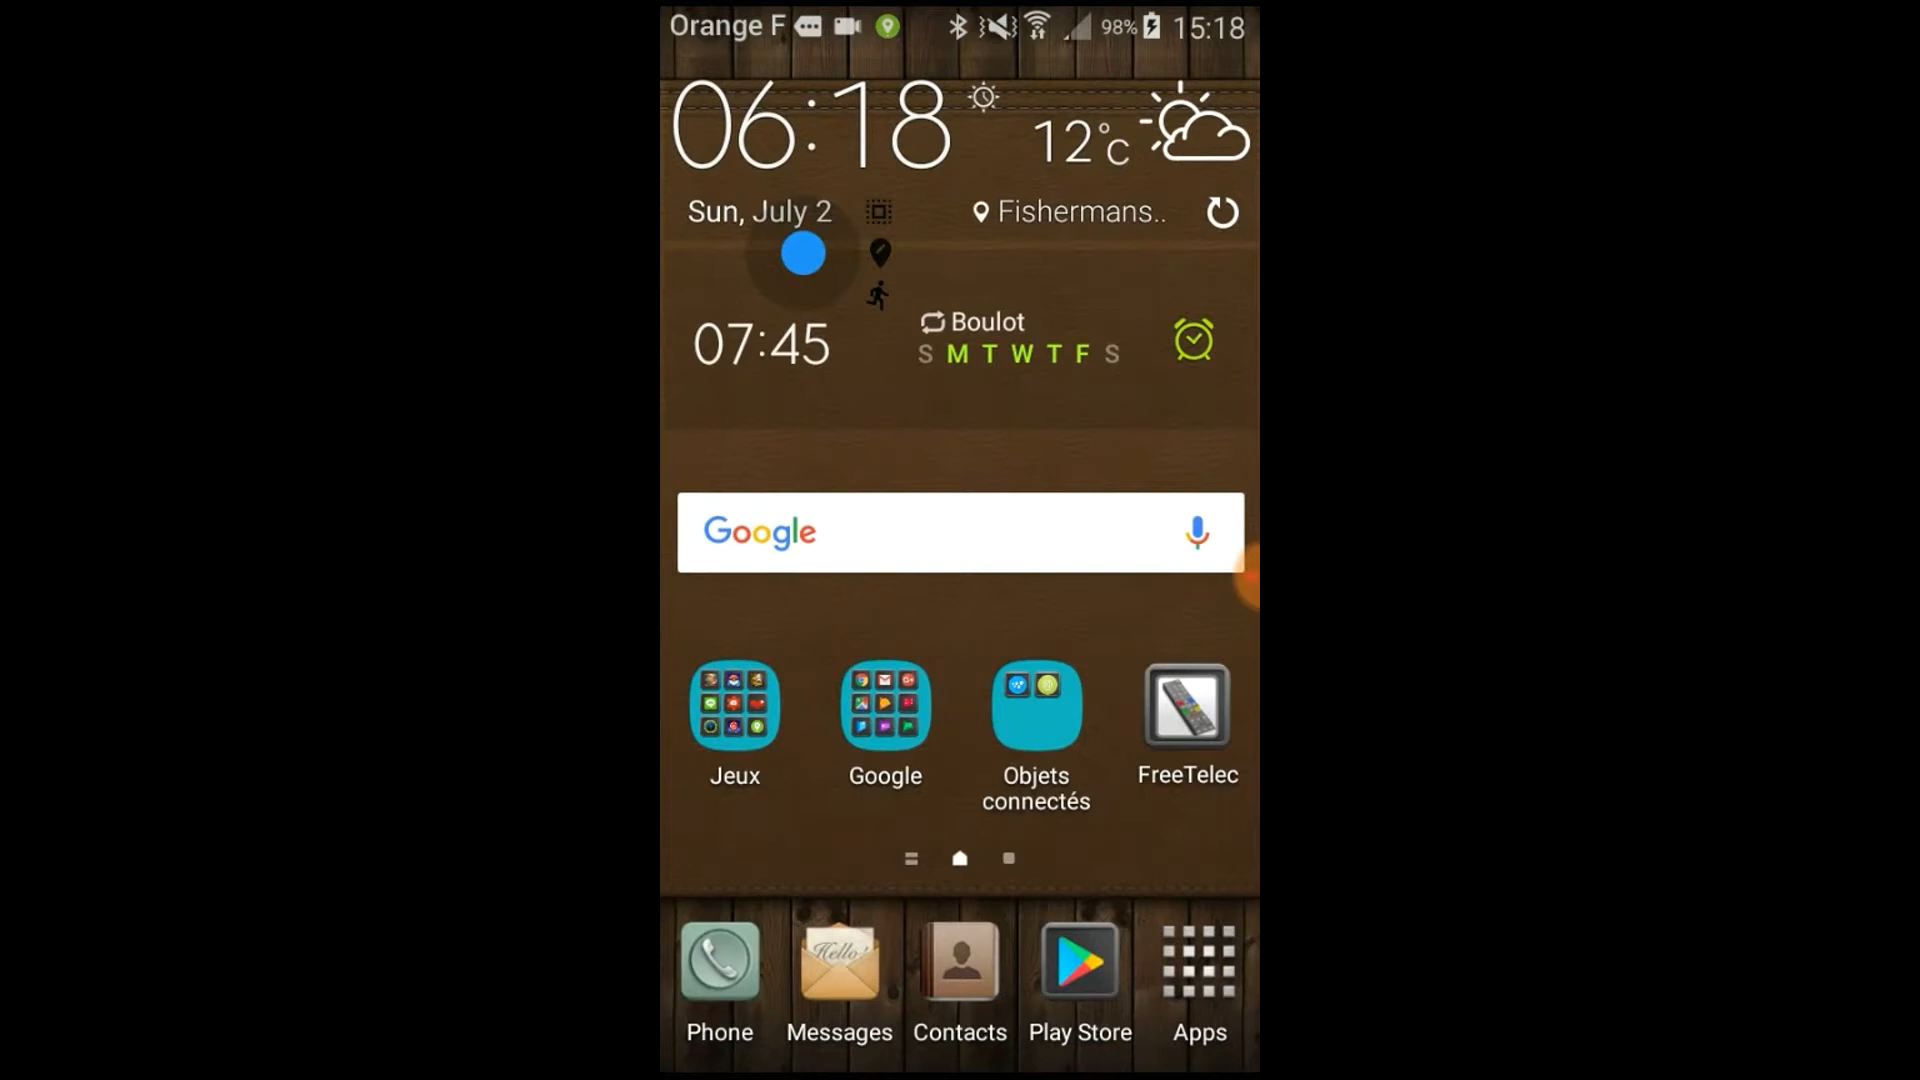 Orange F 98% 15:18
06:18
12°C
Sun, July 2 Fishermans..
07:45
Boulot
S M T W T F S
Google
Jeux
Google
Objets
connectés
FreeTelec
Hello!
Phone
Messages
Contacts
Play Store
Apps